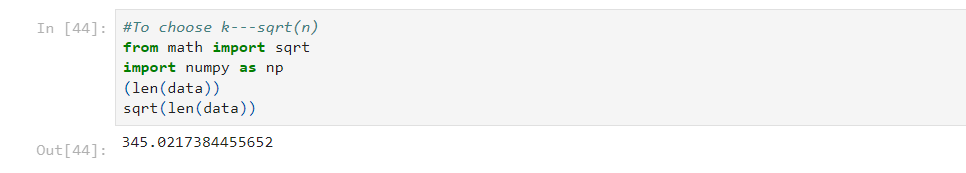 In [44]: #To choose k---sqrt(n)
from math import sqrt
import numpy as np
(len(data))
sqrt(len(data))
Out[44]: 345.0217384455652